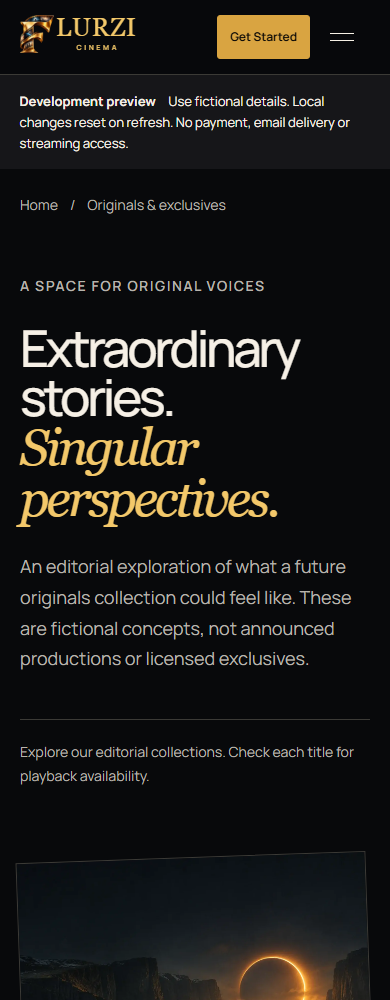 FLURZI
CINEMA
Get Started
Development preview Use fictional details. Local
changes reset on refresh. No payment, email delivery or
streaming access.
Home / Originals & exclusives
A SPACE FOR ORIGINAL VOICES
Extraordinary
stories.
Singular
perspectives.
An editorial exploration of what a future
originals collection could feel like. These
are fictional concepts, not announced
productions or licensed exclusives.
Explore our editorial collections. Check each title for
playback availability.